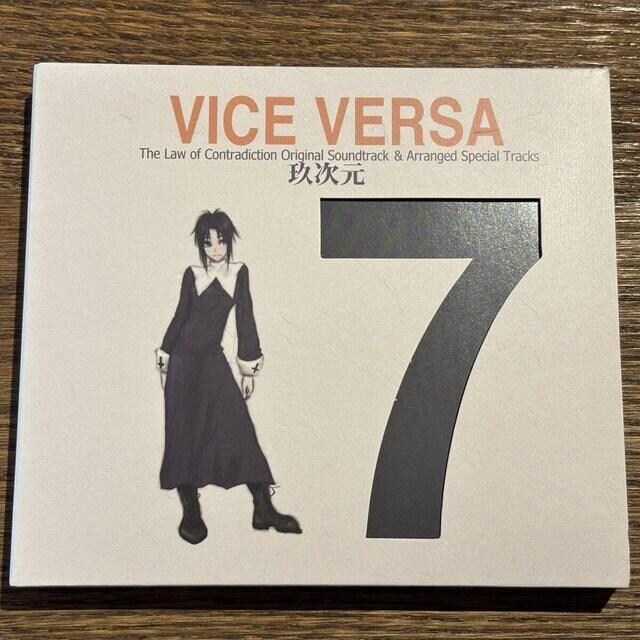 VICE VERSA
The Law of Contradiction Original Soundtrack & Arranged Special Tracks
玖次元
7